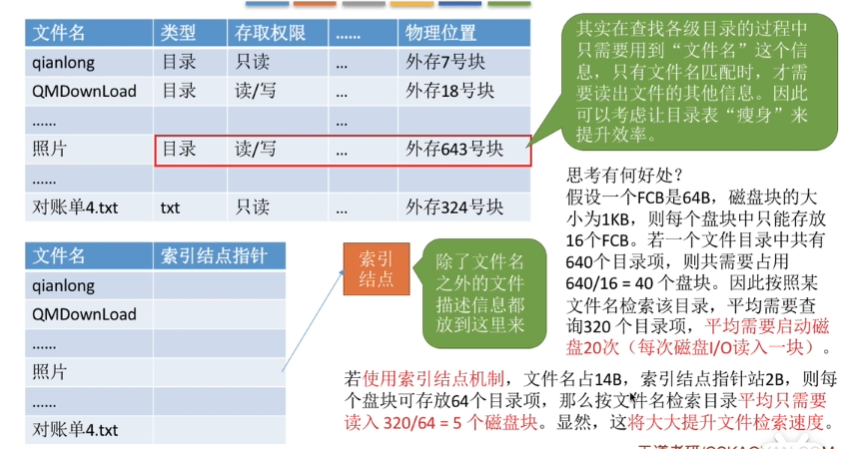 文件名 类型 存取权限 …… 物理位置
qianlong 目录 只读 ... 外存7号块
QMDownLoad 目录 读/写 ... 外存18号块
…… ...
照片 目录 读/写 ... 外存643号块
……
对账单4.txt txt 只读 ... 外存324号块
其实在查找各级目录的过程中
只需要用到“文件名”这个信
息，只有文件名匹配时，才需
要读出文件的其他信息。因此
可以考虑让目录表“瘦身”来
提升效率。
思考有何好处？
假设一个FCB是64B，磁盘块的大
小为1KB，则每个盘块中只能存放
16个FCB。若一个文件目录中共有
640个目录项，则共需要占用
640/16 = 40 个盘块。因此按照某
文件名检索该目录，平均需要查
询320 个目录项，平均需要启动磁
盘20次（每次磁盘I/O读入一块）。
文件名 索引结点指针
qianlong
QMDownLoad
……
照片
……
对账单4.txt
索引
结点
除了文件名
之外的文件
描述信息都
放到这里来
若使用索引结点机制，文件名占14B，索引结点指针站2B，则每
个盘块可存放64个目录项，那么按文件名检索目录平均只需要
读入 320/64 = 5 个磁盘块。显然，这将大大提升文件检索速度。